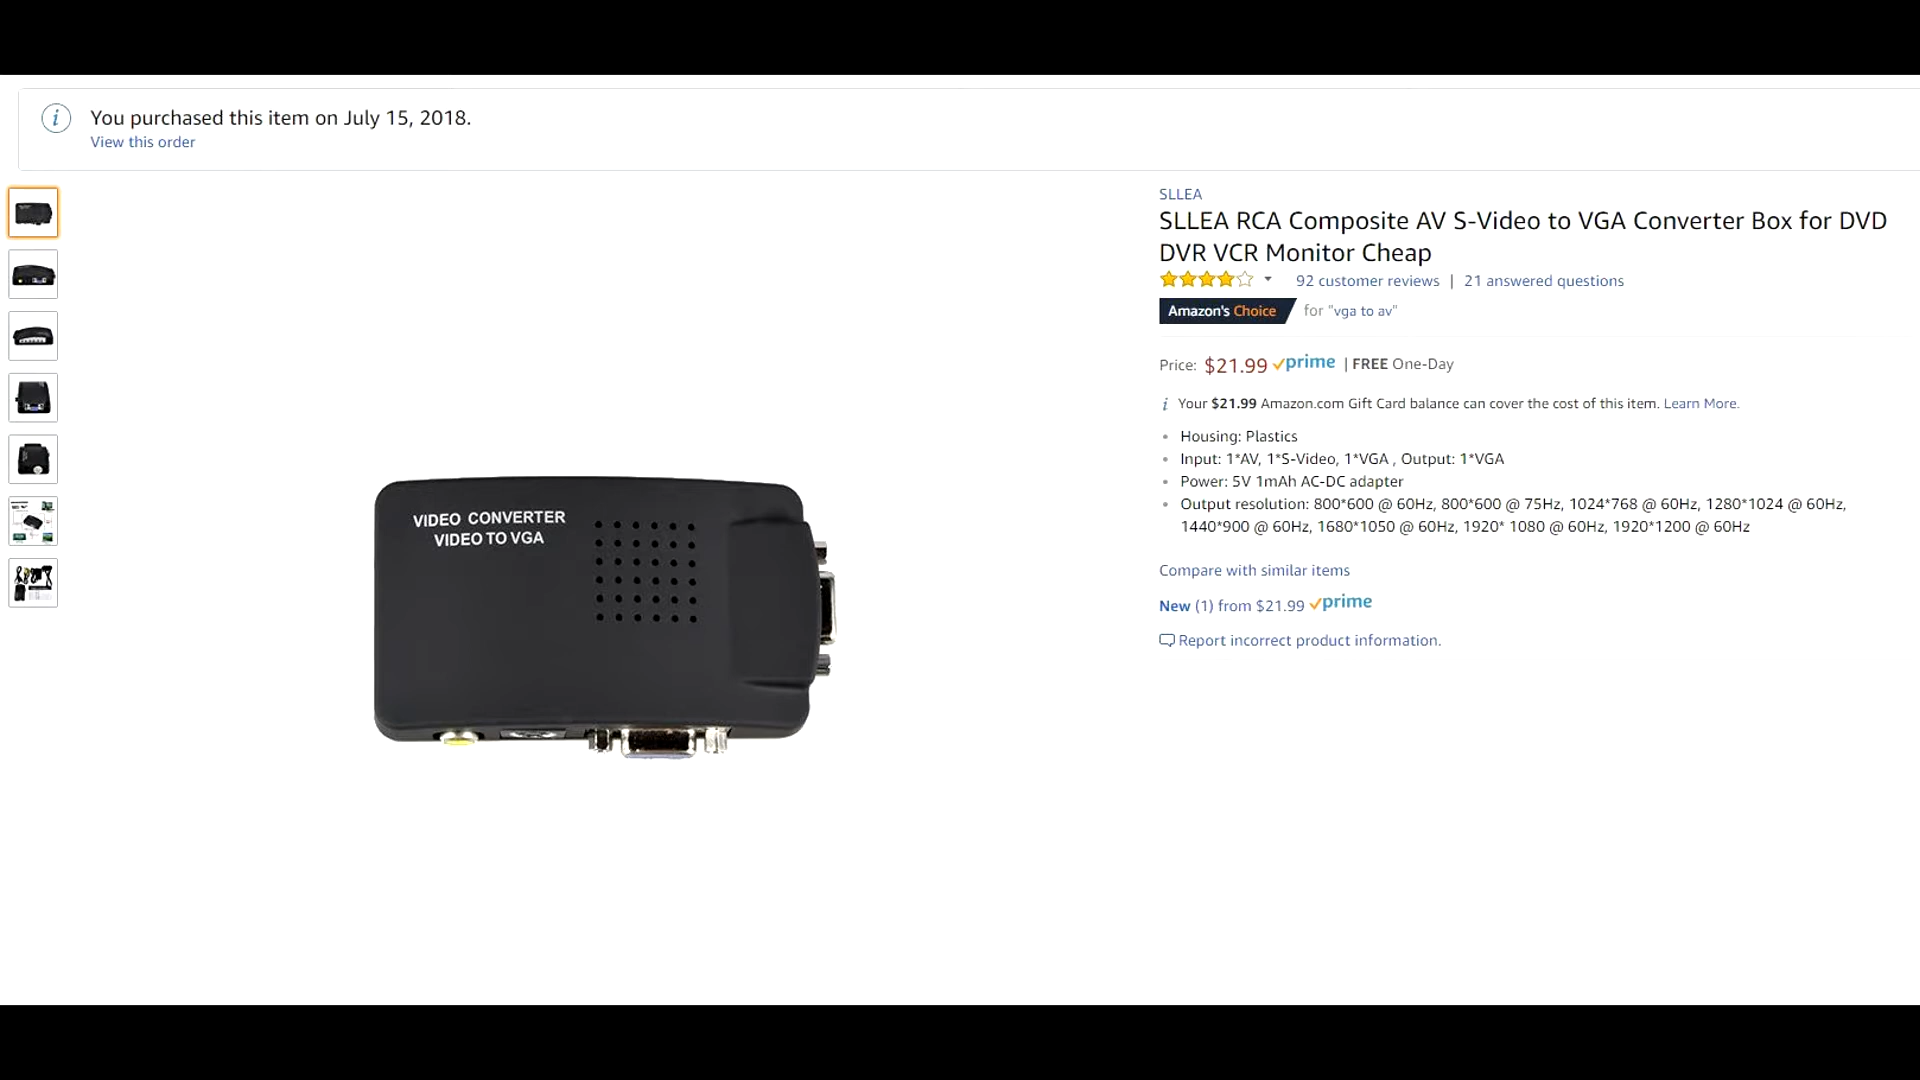 You purchased this item on July 15, 2018.
View this order
SLLEA
SLLEA RCA Composite AV S-Video to VGA Converter Box for DVD
DVR VCR Monitor Cheap
92 customer reviews | 21 answered questions
Amazon's Choice for "vga to av"
Price: $21.99 prime | FREE One-Day
Your $21.99 Amazon.com Gift Card balance can cover the cost of this item. Learn More.
Housing: Plastics
Input: 1*AV, 1*S-Video, 1*VGA , Output: 1*VGA
Power: 5V 1mAh AC-DC adapter
Output resolution: 800*600 @ 60Hz, 800*600 @ 75Hz, 1024*768 @ 60Hz, 1280*1024 @ 60Hz,
1440*900 @ 60Hz, 1680*1050 @ 60Hz, 1920* 1080 @ 60Hz, 1920*1200 @ 60Hz
Compare with similar items
New (1) from $21.99 prime
Report incorrect product information.
VIDEO CONVERTER
VIDEO TO VGA